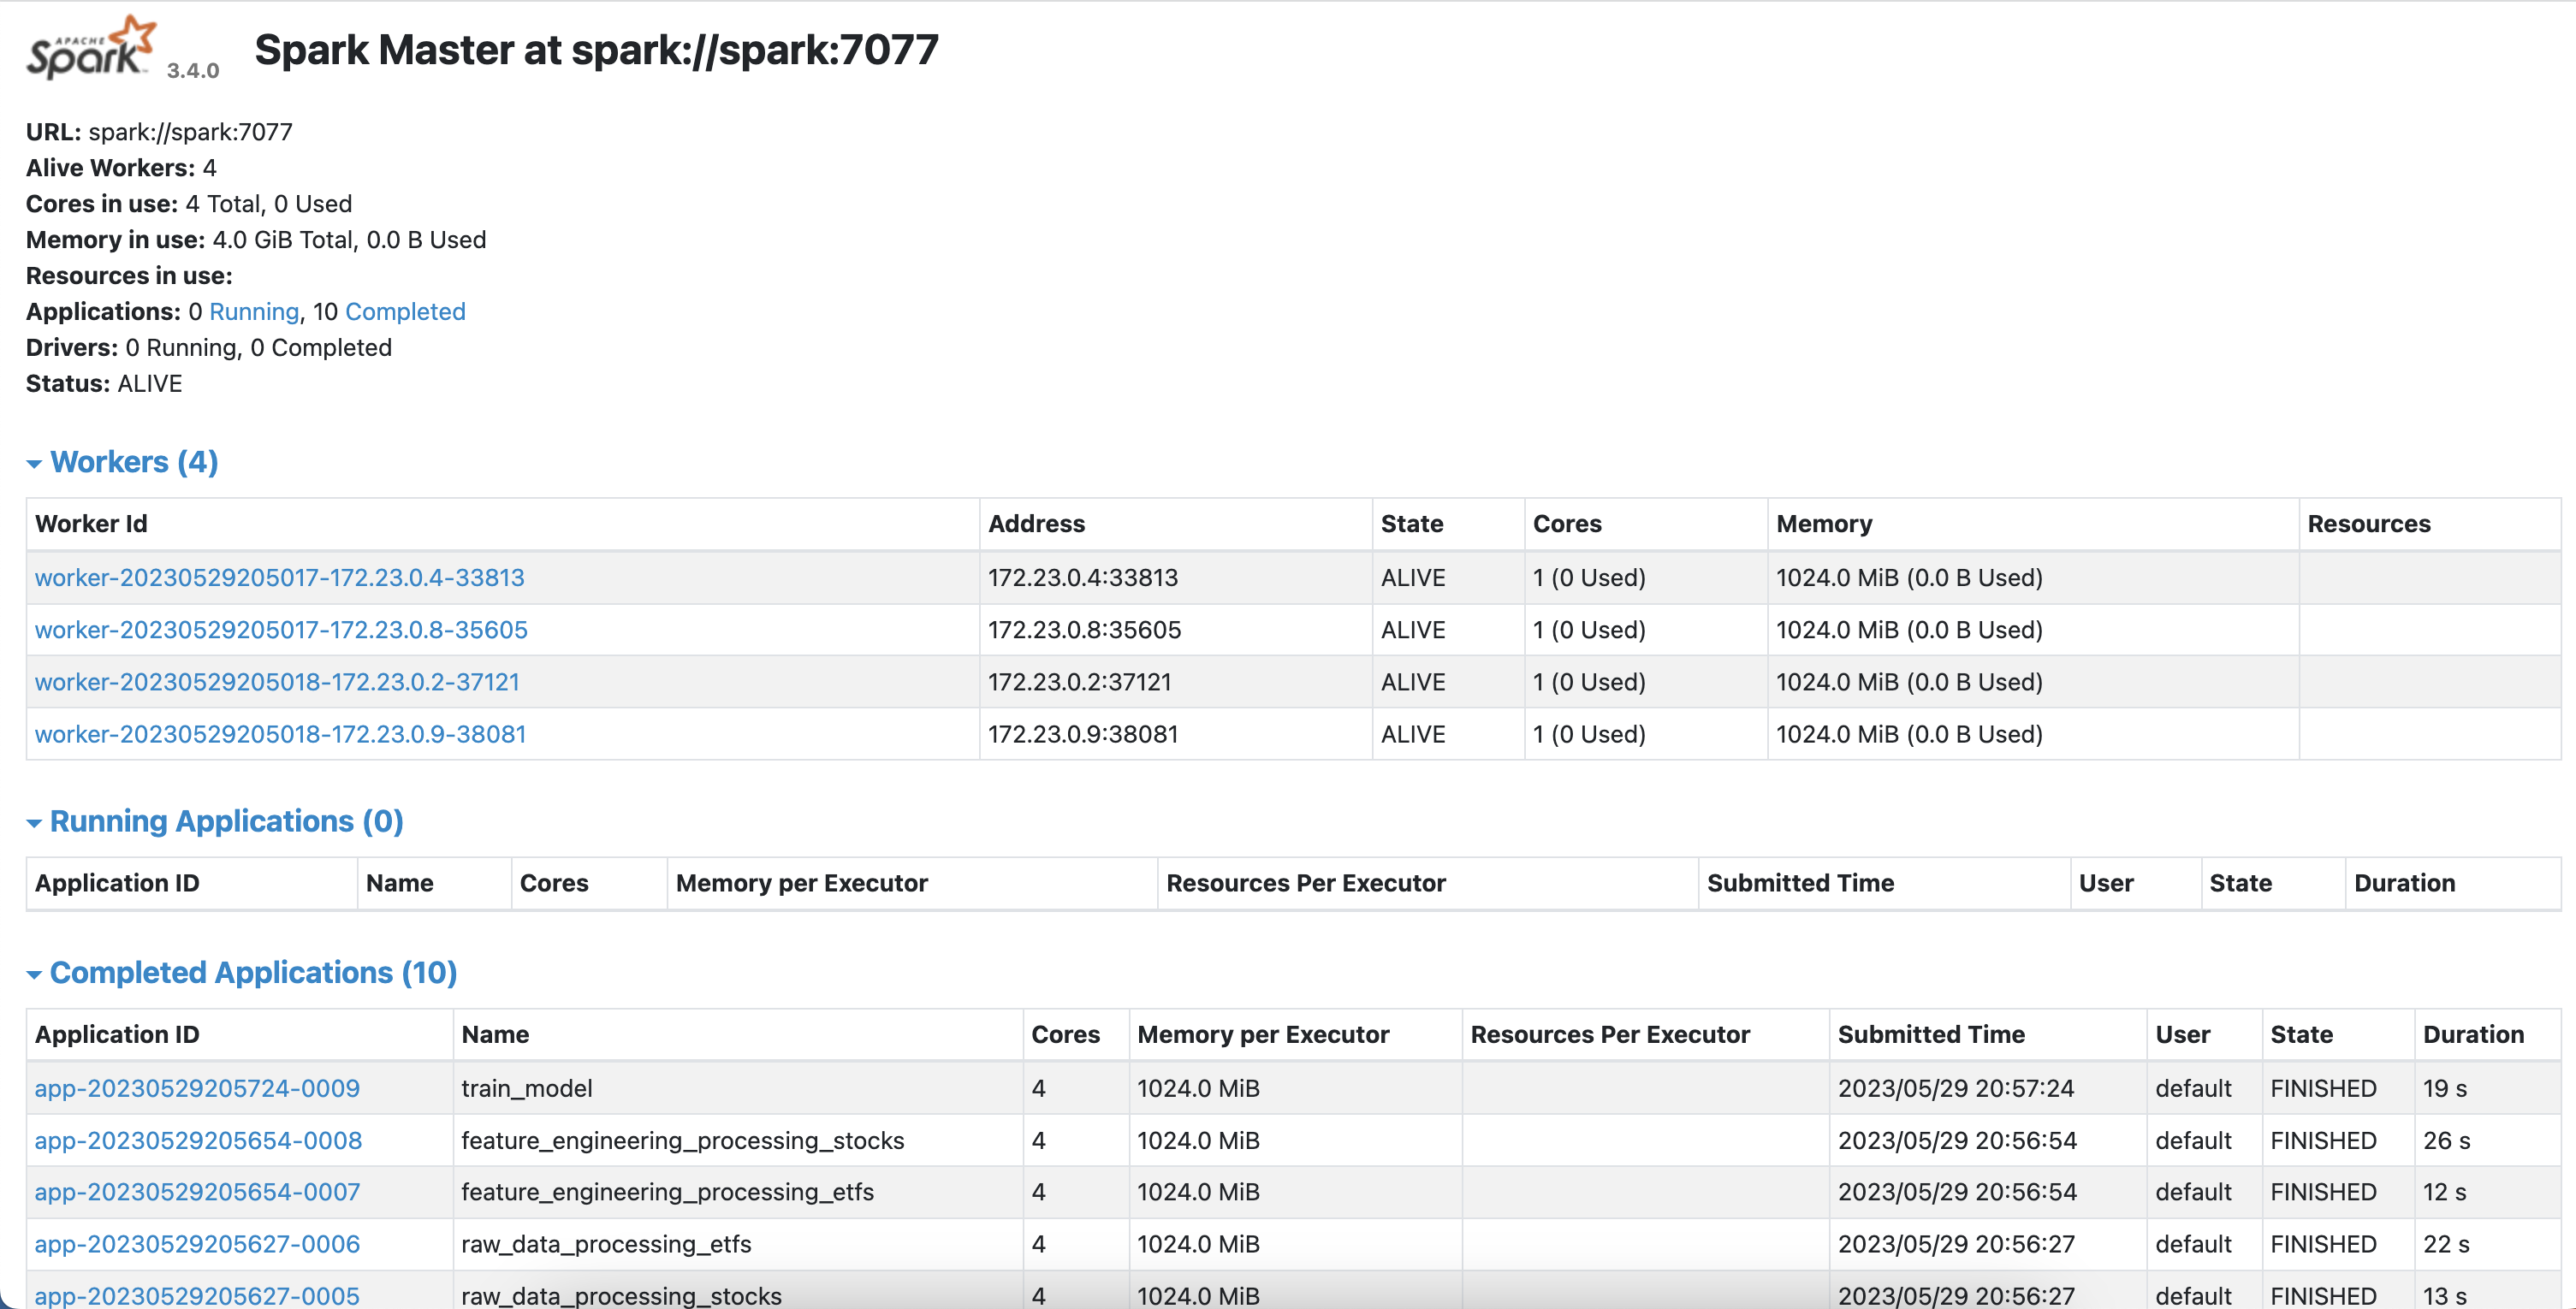 APACHE
Spark™ 3.4.0 Spark Master at spark://spark:7077
URL: spark://spark:7077
Alive Workers: 4
Cores in use: 4 Total, 0 Used
Memory in use: 4.0 GiB Total, 0.0 B Used
Resources in use:
Applications: 0 Running, 10 Completed
Drivers: 0 Running, 0 Completed
Status: ALIVE
Workers (4)
Worker Id Address State Cores Memory Resources
worker-20230529205017-172.23.0.4-33813 172.23.0.4:33813 ALIVE 1 (0 Used) 1024.0 MiB (0.0 B Used)
worker-20230529205017-172.23.0.8-35605 172.23.0.8:35605 ALIVE 1 (0 Used) 1024.0 MiB (0.0 B Used)
worker-20230529205018-172.23.0.2-37121 172.23.0.2:37121 ALIVE 1 (0 Used) 1024.0 MiB (0.0 B Used)
worker-20230529205018-172.23.0.9-38081 172.23.0.9:38081 ALIVE 1 (0 Used) 1024.0 MiB (0.0 B Used)
Running Applications (0)
Application ID Name Cores Memory per Executor Resources Per Executor Submitted Time User State Duration
Completed Applications (10)
Application ID Name Cores Memory per Executor Resources Per Executor Submitted Time User State Duration
app-20230529205724-0009 train_model 4 1024.0 MiB 2023/05/29 20:57:24 default FINISHED 19 s
app-20230529205654-0008 feature_engineering_processing_stocks 4 1024.0 MiB 2023/05/29 20:56:54 default FINISHED 26 s
app-20230529205654-0007 feature_engineering_processing_etfs 4 1024.0 MiB 2023/05/29 20:56:54 default FINISHED 12 s
app-20230529205627-0006 raw_data_processing_etfs 4 1024.0 MiB 2023/05/29 20:56:27 default FINISHED 22 s
app-20230529205627-0005 raw_data_processing_stocks 4 1024.0 MiB 2023/05/29 20:56:27 default FINISHED 13 s